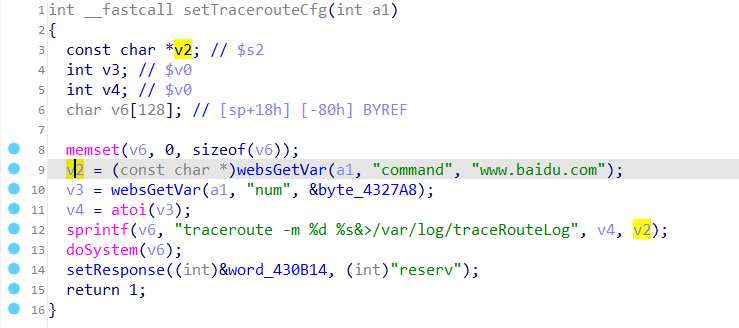 1 int __fastcall setTracerouteCfg(int a1)
2 {
3 const char *v2; // $s2
4 int v3; // $v0
5 int v4; // $v0
6 char v6[128]; // [sp+18h] [-80h] BYREF
7
8 memset(v6, 0, sizeof(v6));
9 v2 = (const char *)websGetVar(a1, "command", "www.baidu.com");
10 v3 = websGetVar(a1, "num", &byte_4327A8);
11 v4 = atoi(v3);
12 sprintf(v6, "traceroute -m %d %s&>/var/log/traceRouteLog", v4, v2);
13 doSystem(v6);
14 setResponse((int)&word_430B14, (int)"reserv");
15 return 1;
16 }